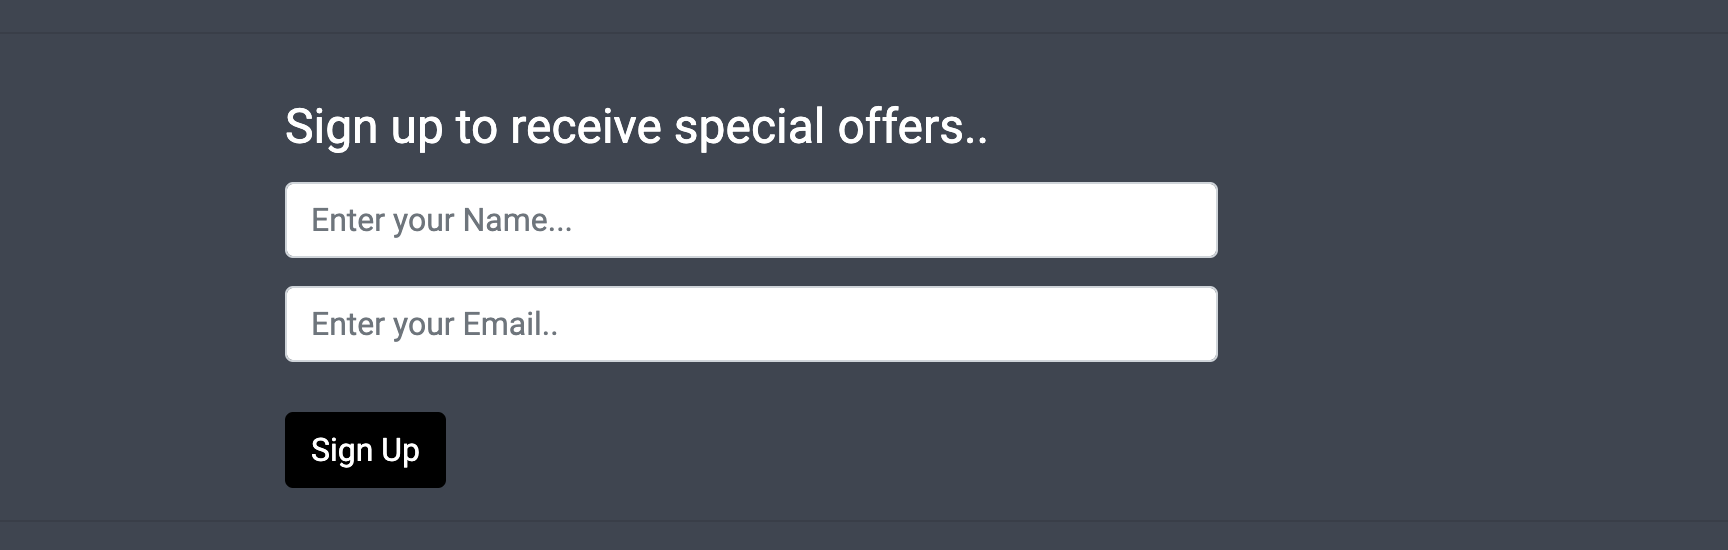 Sign up to receive special offers..
Enter your Name...
Enter your Email..
Sign Up